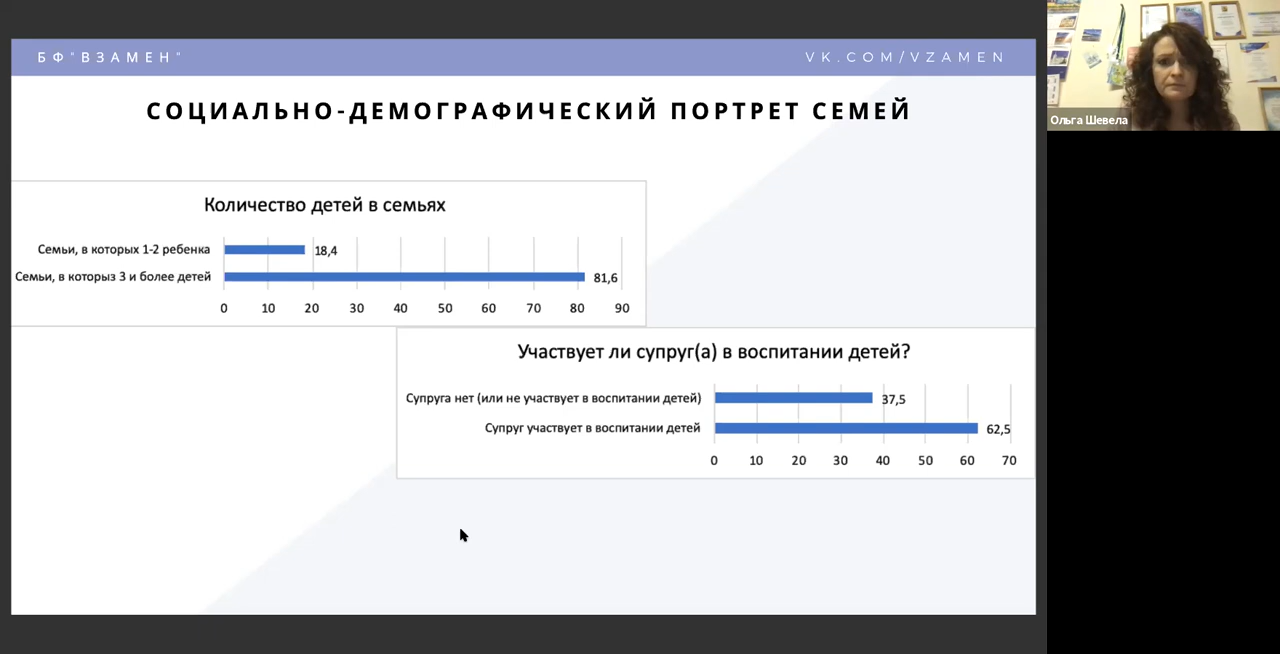 БФ"ВЗАМЕН"
VK.COM/VZAMEN
СОЦИАЛЬНО-ДЕМОГРАФИЧЕСКИЙ ПОРТРЕТ СЕМЕЙ
Количество детей в семьях
Семьи, в которых 1-2 ребенка
18,4
Семьи, в которыз 3 и более детей
81,6
0 10 20 30 40 50 60 70 80 90
Участвует ли супруг(а) в воспитании детей?
Супруга нет (или не участвует в воспитании детей)
37,5
Супруг участвует в воспитании детей
62,5
0 10 20 30 40 50 60 70
Ольга Шевела